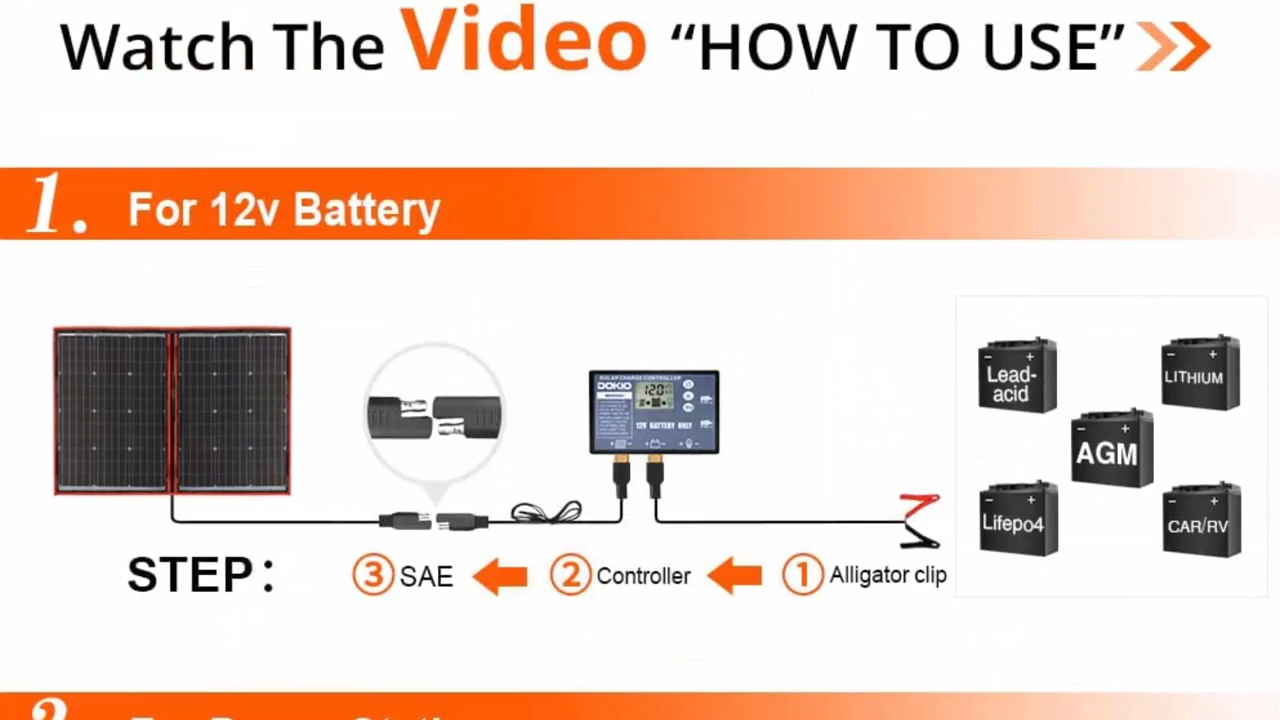 Watch The Video “HOW TO USE”
1. For 12v Battery
SOLAR CHARGE CONTROLLER
DOKIO
12.0
12V BATTERY ONLY
Lead-
acid
LITHIUM
AGM
Lifepo4
CAR/RV
STEP:
3 SAE
2 Controller
1 Alligator clip